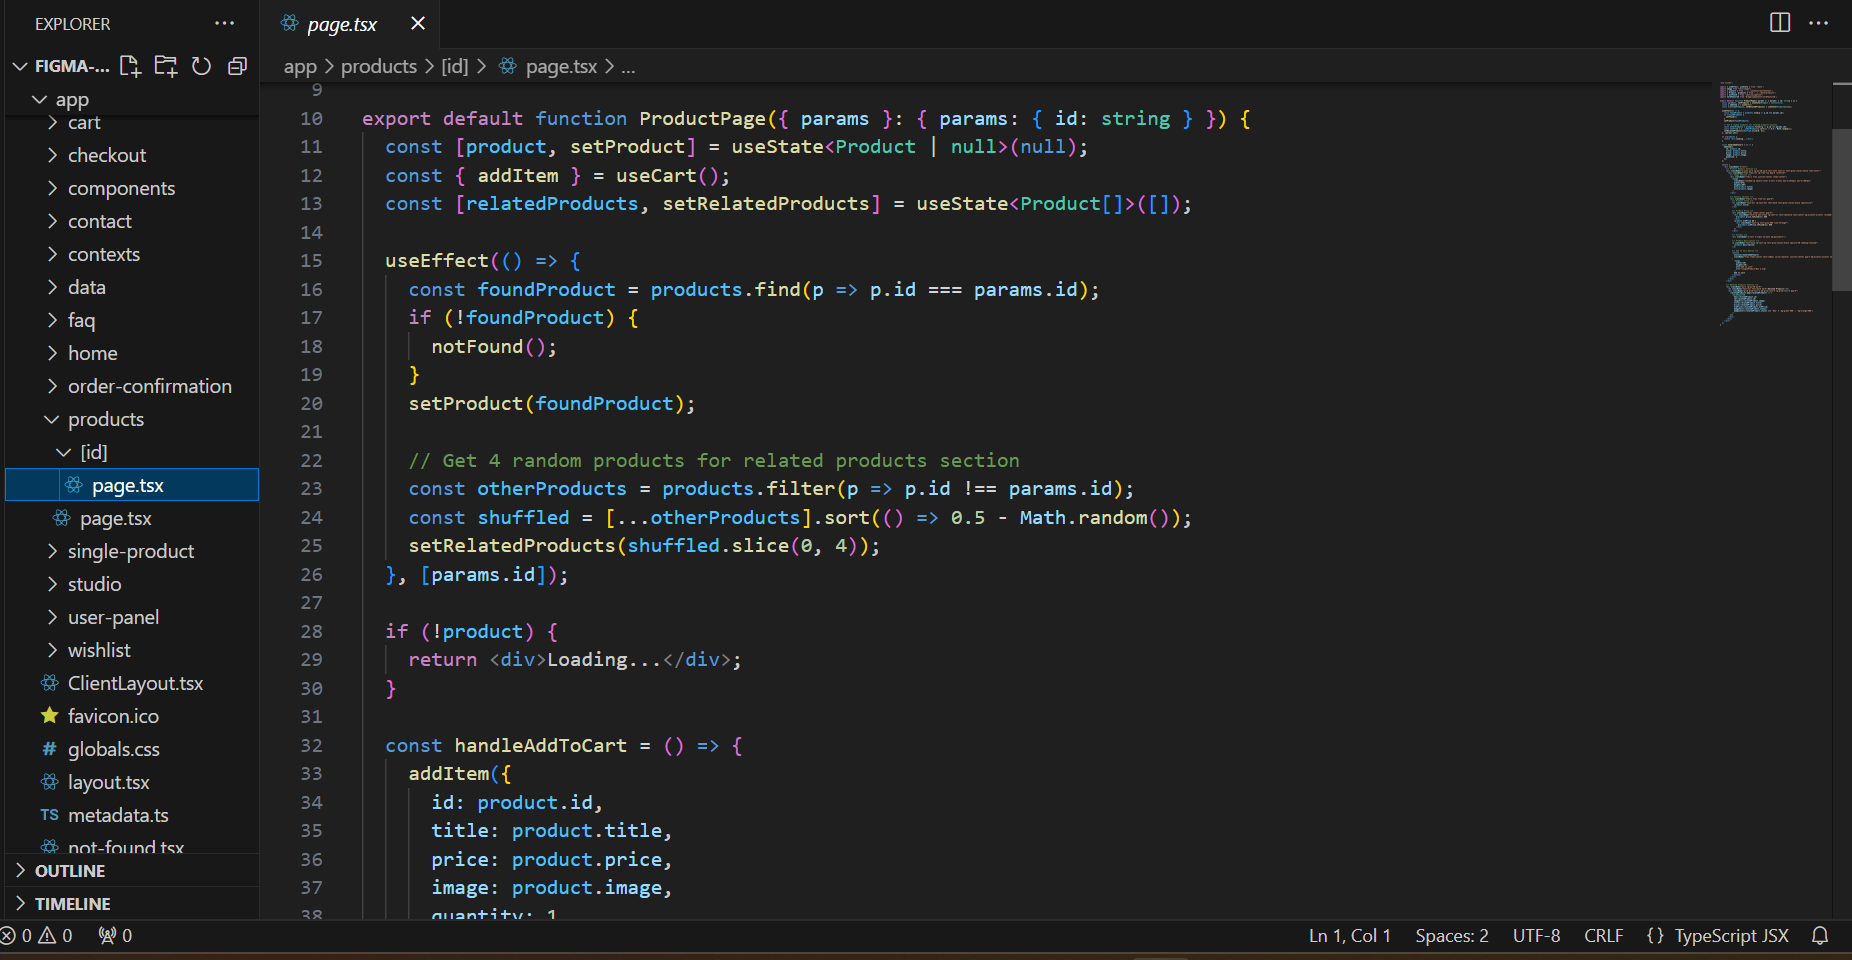 EXPLORER
FIGMA-...
app
cart
checkout
components
contact
contexts
data
faq
home
order-confirmation
products
[id]
page.tsx
page.tsx
single-product
studio
user-panel
wishlist
ClientLayout.tsx
favicon.ico
# globals.css
layout.tsx
TS metadata.ts
not-found.tsx
OUTLINE
TIMELINE
page.tsx
app > products > [id] > page.tsx > ...
9
10 export default function ProductPage({ params }: { params: { id: string } }) {
11 const [product, setProduct] = useState<Product | null>(null);
12 const { addItem } = useCart();
13 const [relatedProducts, setRelatedProducts] = useState<Product[]>([]);
14
15 useEffect(() => {
16 const foundProduct = products.find(p => p.id === params.id);
17 if (!foundProduct) {
18 notFound();
19 }
20 setProduct(foundProduct);
21
22 // Get 4 random products for related products section
23 const otherProducts = products.filter(p => p.id !== params.id);
24 const shuffled = [...otherProducts].sort(() => 0.5 - Math.random());
25 setRelatedProducts(shuffled.slice(0, 4));
26 }, [params.id]);
27
28 if (!product) {
29 return <div>Loading...</div>;
30 }
31
32 const handleAddToCart = () => {
33 addItem({
34 id: product.id,
35 title: product.title,
36 price: product.price,
37 image: product.image,
38 quantity: 1
0 0 0
Ln 1, Col 1 Spaces: 2 UTF-8 CRLF {} TypeScript JSX